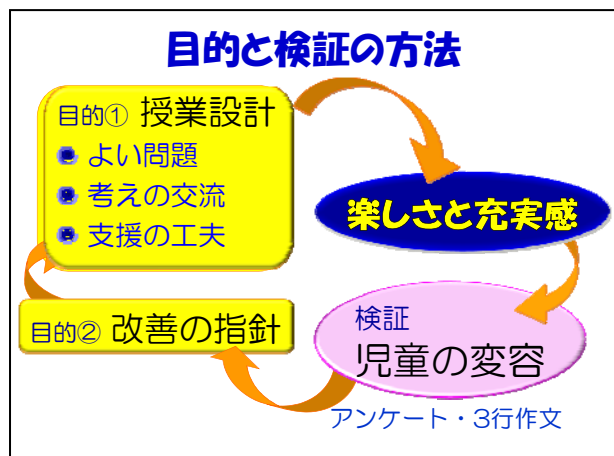 目的と検証の方法
目的① 授業設計
よい問題
考えの交流
支援の工夫
楽しさと充実感
目的② 改善の指針
検証
児童の変容
アンケート・3行作文